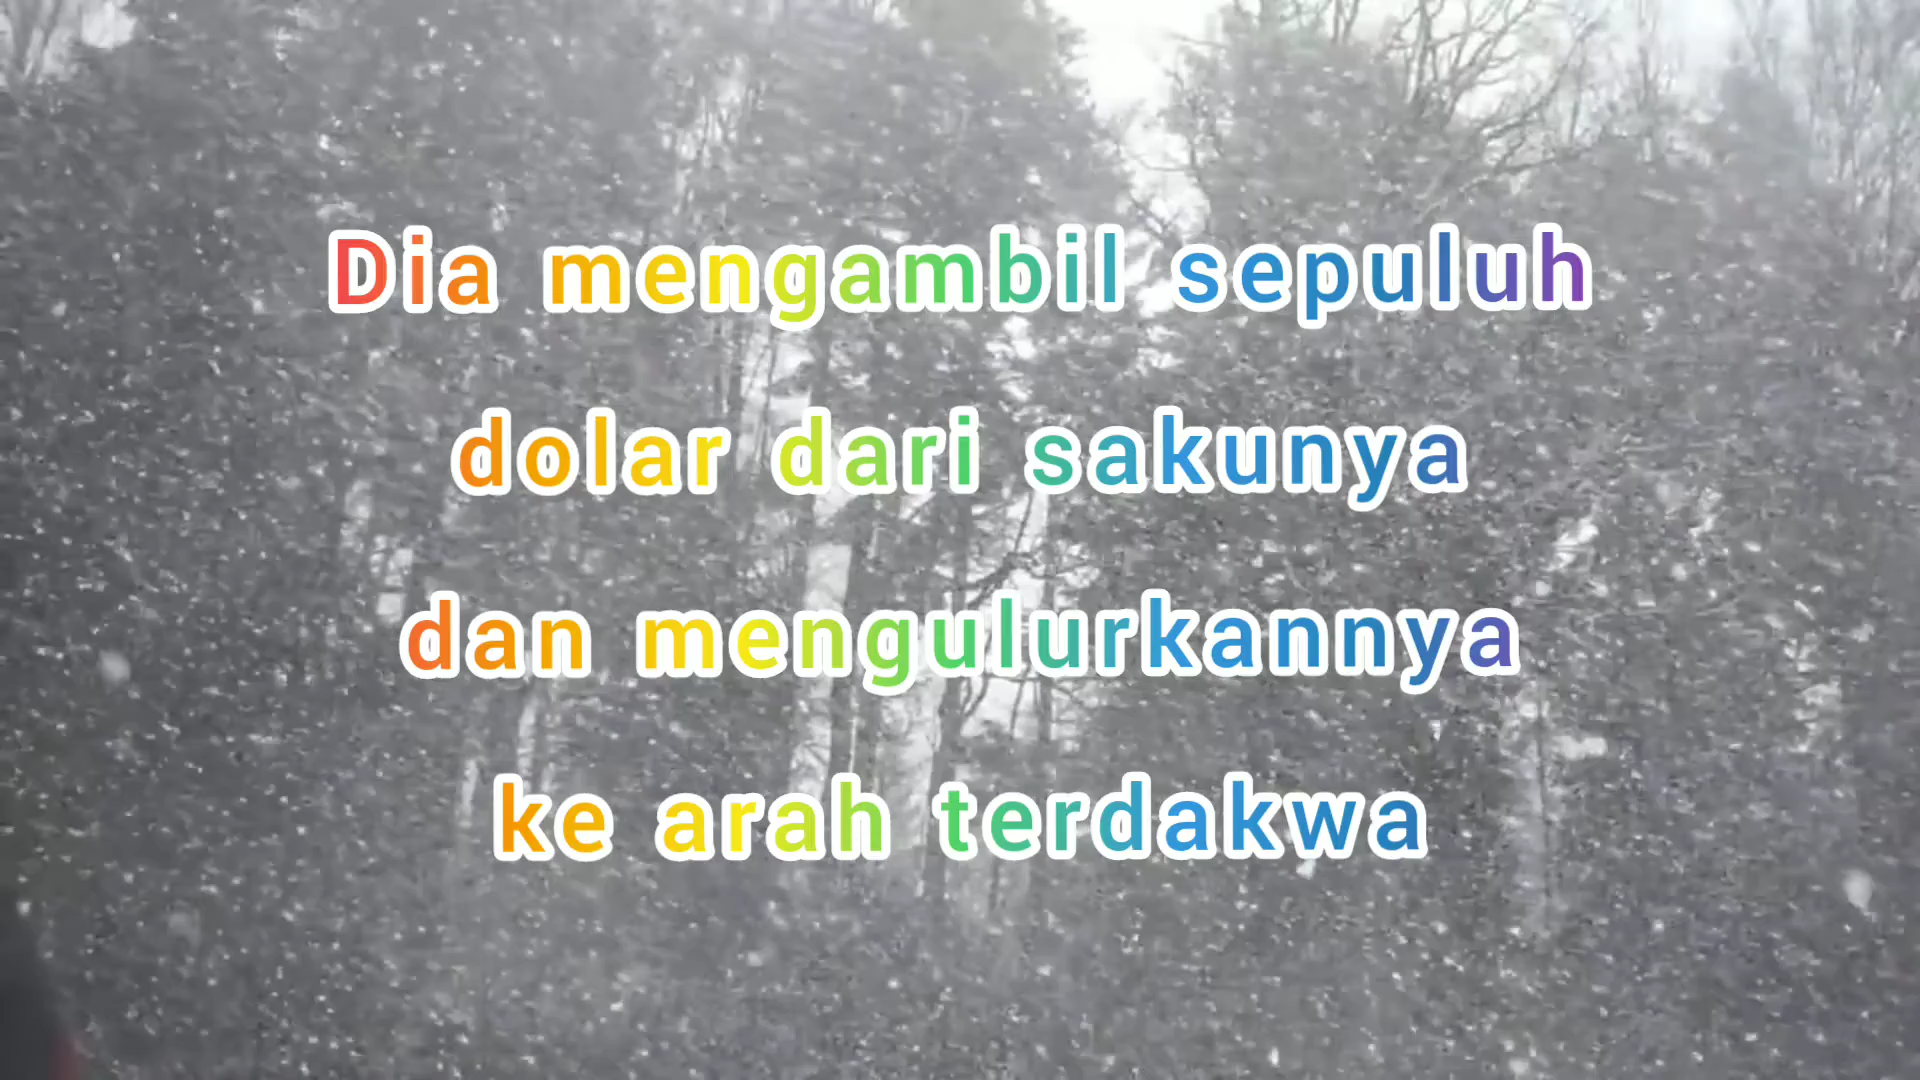 Dia mengambil sepuluh
dolar dari sakunya
dan mengulurkannya
ke arah terdakwa